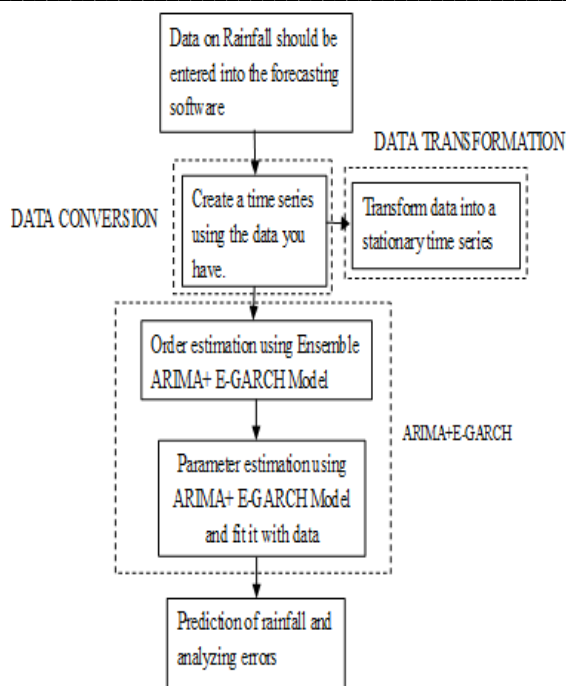 Data on Rainfall should be
entered into the forecasting
software
DATA TRANSFORMATION
DATA CONVERSION
Create a time series
using the data you
have.
Transform data into a
stationary time series
Order estimation using Ensemble
ARIMA+ E-GARCH Model
ARIMA+E-GARCH
Parameter estimation using
ARIMA+ E-GARCH Model
and fit it with data
Prediction of rainfall and
analyzing errors